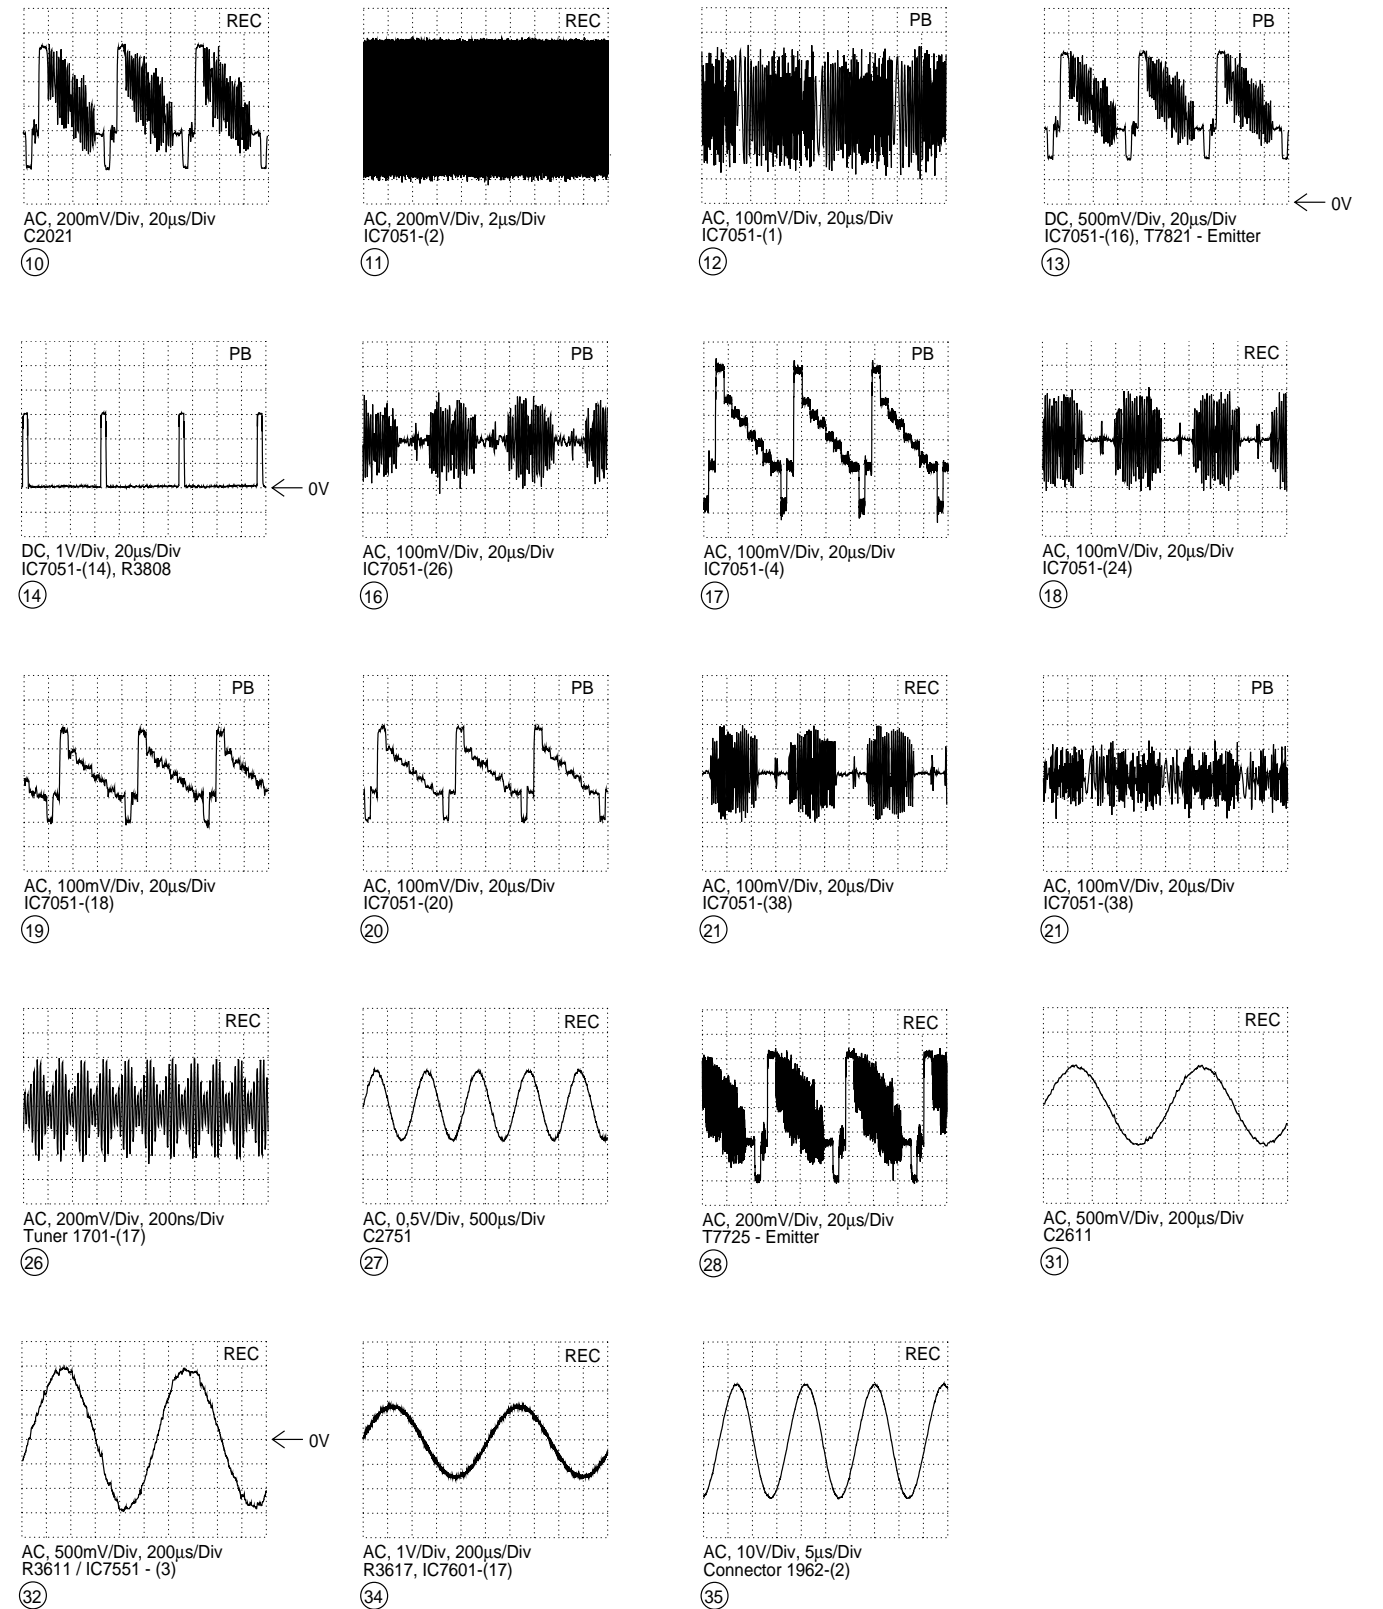 REC
AC, 200mV/Div, 20µs/Div
C2021
10
REC
AC, 200mV/Div, 2µs/Div
IC7051-(2)
11
PB
AC, 100mV/Div, 20µs/Div
IC7051-(1)
12
PB
0V
DC, 500mV/Div, 20µs/Div
IC7051-(16), T7821 - Emitter
13
PB
0V
DC, 1V/Div, 20µs/Div
IC7051-(14), R3808
14
PB
AC, 100mV/Div, 20µs/Div
IC7051-(26)
16
PB
AC, 100mV/Div, 20µs/Div
IC7051-(4)
17
REC
AC, 100mV/Div, 20µs/Div
IC7051-(24)
18
PB
AC, 100mV/Div, 20µs/Div
IC7051-(18)
19
PB
AC, 100mV/Div, 20µs/Div
IC7051-(20)
20
REC
AC, 100mV/Div, 20µs/Div
IC7051-(38)
21
PB
AC, 100mV/Div, 20µs/Div
IC7051-(38)
21
REC
AC, 200mV/Div, 200ns/Div
Tuner 1701-(17)
26
REC
AC, 0,5V/Div, 500µs/Div
C2751
27
REC
AC, 200mV/Div, 20µs/Div
T7725 - Emitter
28
REC
AC, 500mV/Div, 200µs/Div
C2611
31
REC
0V
AC, 500mV/Div, 200µs/Div
R3611 / IC7551 - (3)
32
REC
AC, 1V/Div, 200µs/Div
R3617, IC7601-(17)
34
REC
AC, 10V/Div, 5µs/Div
Connector 1962-(2)
35